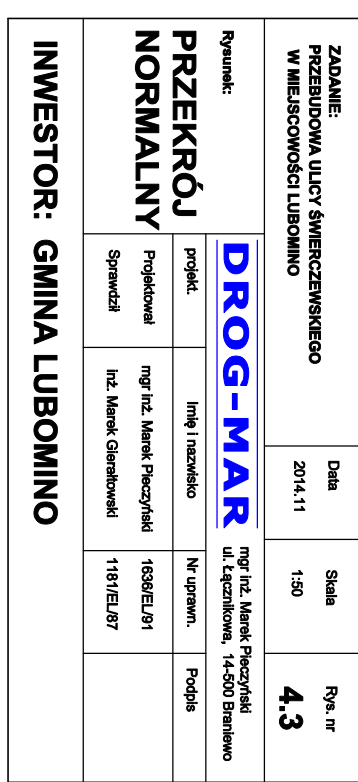 ZADANIE:
PRZEBUDOWA ULICY ŚWIERCZEWSKIEGO
W MIEJSCOWOŚCI LUBOMINO
Data
2014.11
Skala
1:50
Rys. nr
4.3
Rysunek:
PRZEKRÓJ
NORMALNY
DROG-MAR
mgr inż. Marek Pieczyński
ul. Łącznikowa, 14-500 Braniewo
projekt. Imię i nazwisko Nr uprawn. Podpis
Projektował mgr inż. Marek Pieczyński 1636/EL/91
Sprawdził inż. Marek Gierałtowski 1181/EL/87
INWESTOR: GMINA LUBOMINO